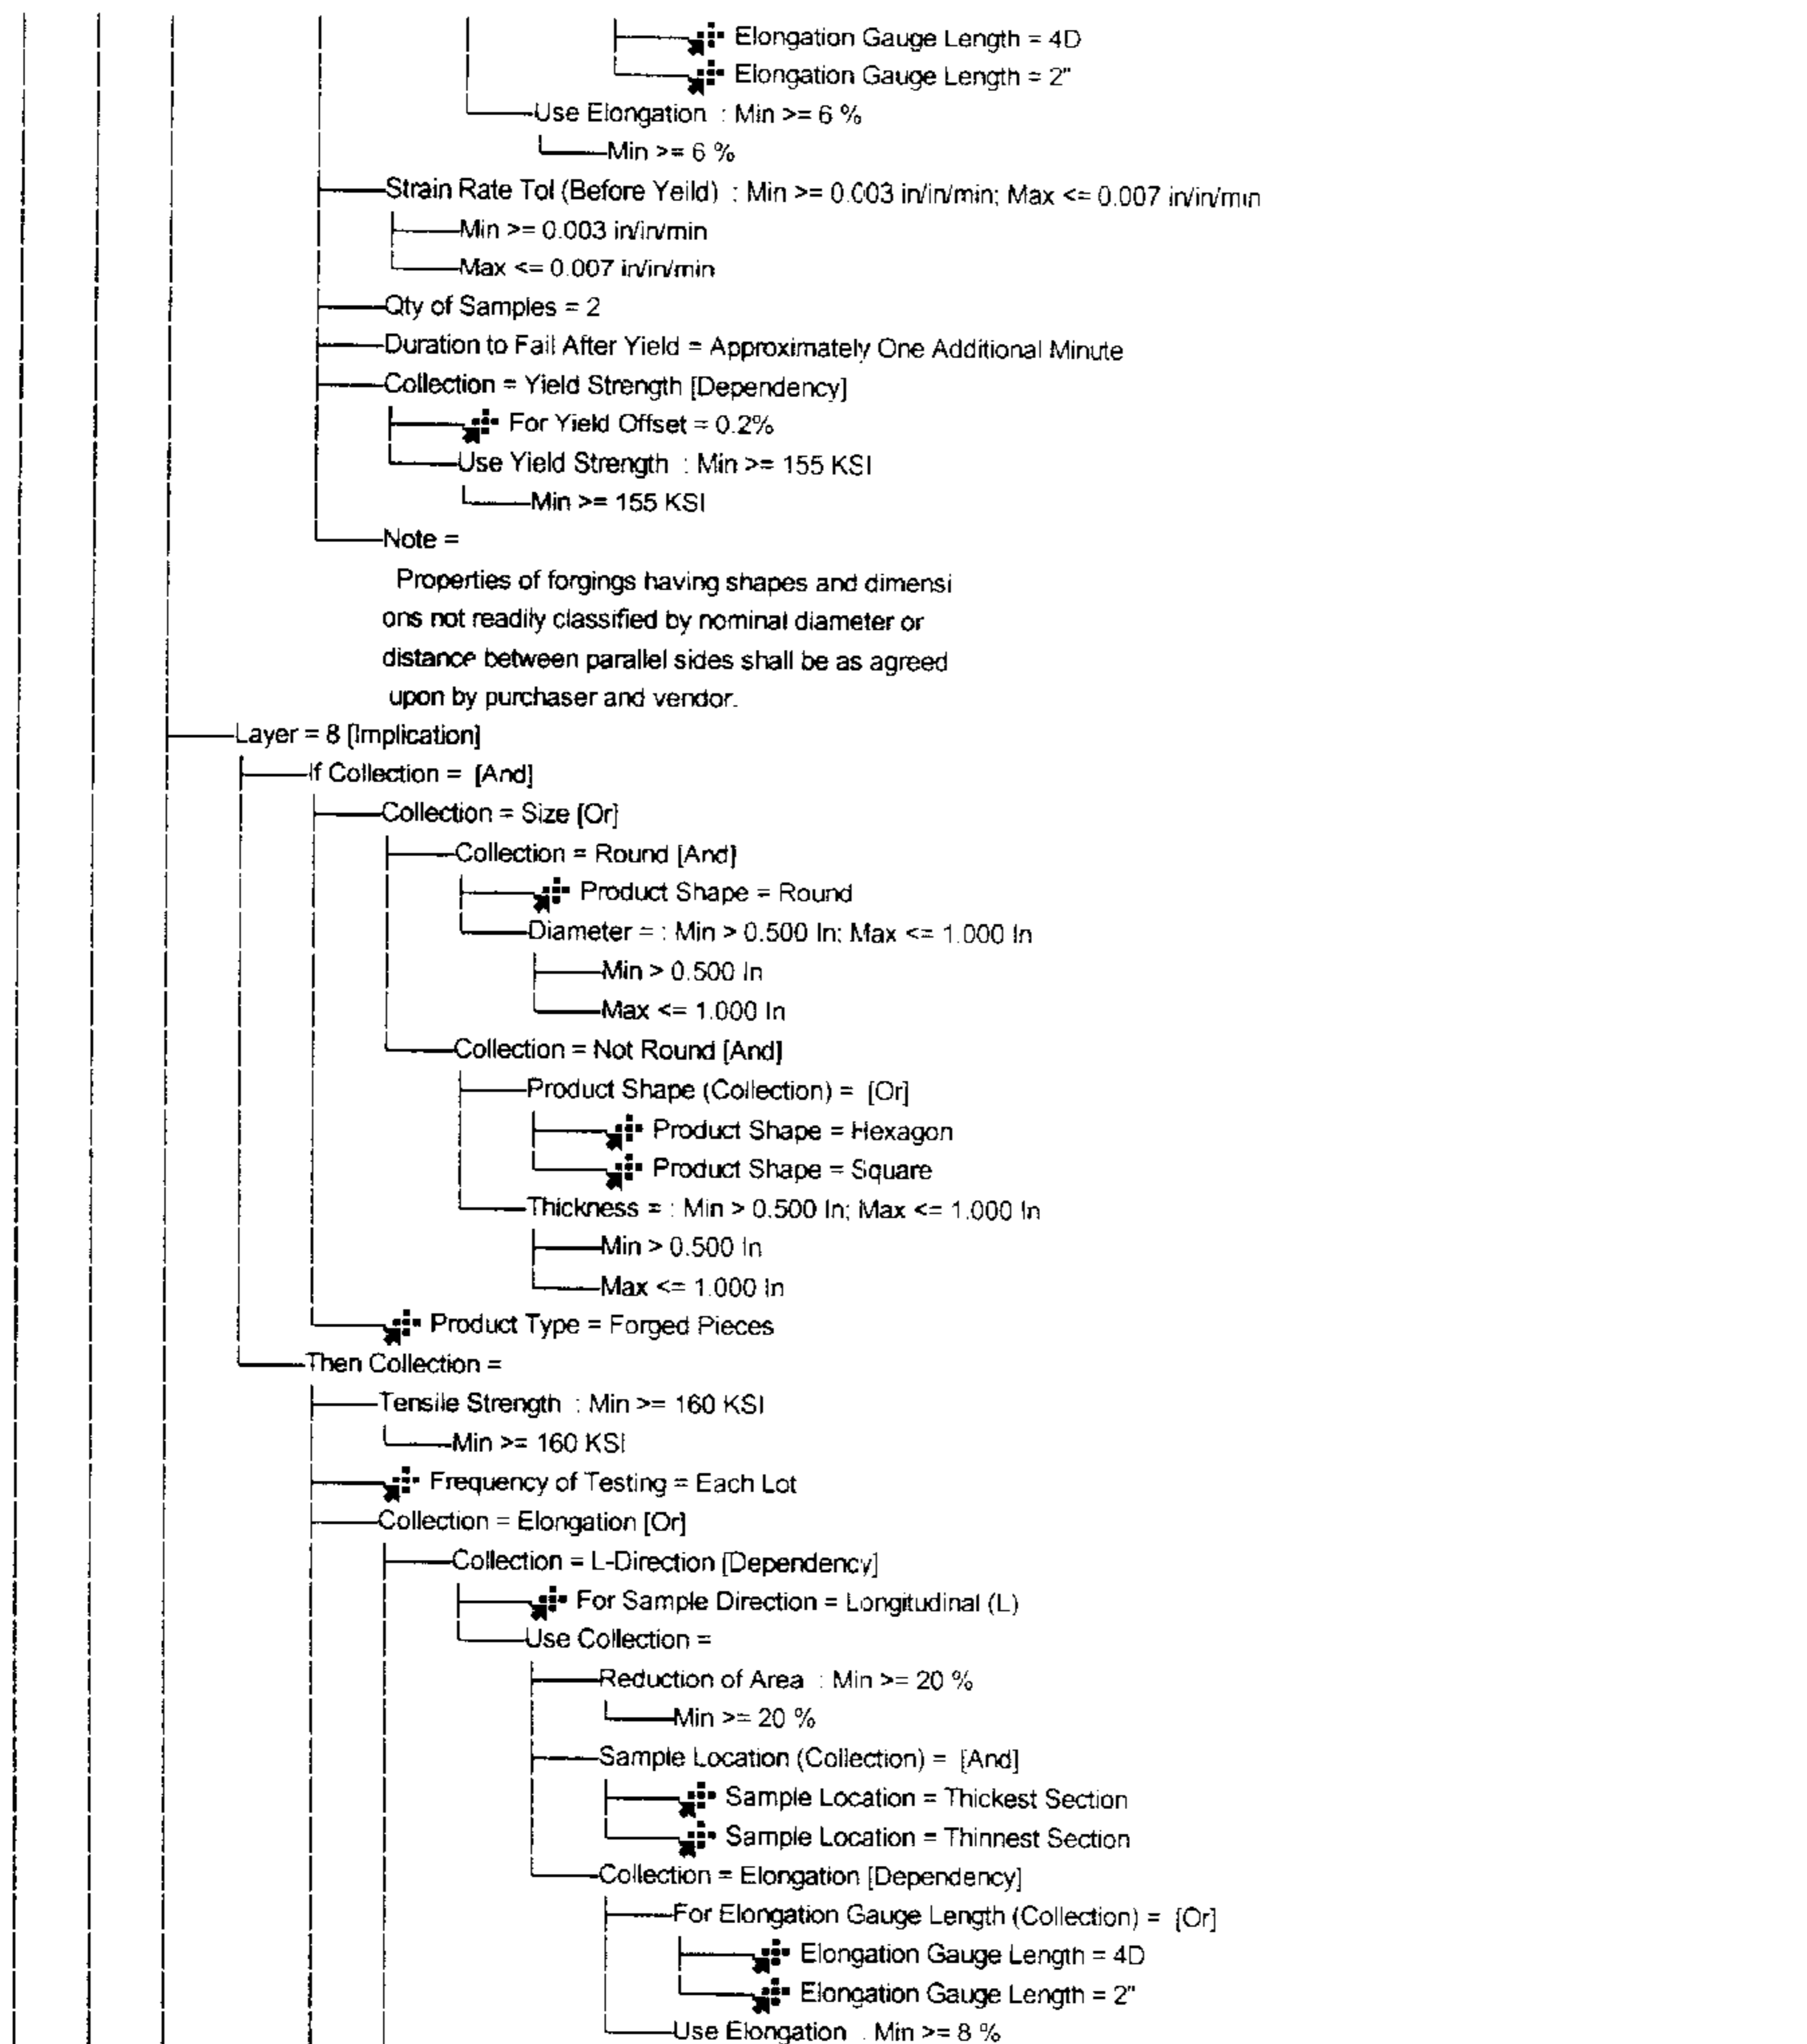 Elongation Gauge Length = 4D
Elongation Gauge Length = 2"
Use Elongation : Min >= 6 %
Min >= 6 %
Strain Rate Tol (Before Yeild) : Min >= 0.003 in/in/min; Max <= 0.007 in/in/min
Min >= 0.003 in/in/min
Max <= 0.007 in/in/min
Qty of Samples = 2
Duration to Fail After Yield = Approximately One Additional Minute
Collection = Yield Strength [Dependency]
For Yield Offset = 0.2%
Use Yield Strength : Min >= 155 KSI
Min >= 155 KSI
Note =
Properties of forgings having shapes and dimensi
ons not readily classified by nominal diameter or
distance between parallel sides shall be as agreed
upon by purchaser and vendor.
Layer = 8 [Implication]
If Collection = [And]
Collection = Size [Or]
Collection = Round [And]
Product Shape = Round
Diameter = : Min > 0.500 In; Max <= 1.000 In
Min > 0.500 In
Max <= 1.000 In
Collection = Not Round [And]
Product Shape (Collection) = [Or]
Product Shape = Hexagon
Product Shape = Square
Thickness = : Min > 0.500 In; Max <= 1.000 In
Min > 0.500 In
Max <= 1.000 In
Product Type = Forged Pieces
Then Collection =
Tensile Strength : Min >= 160 KSI
Min >= 160 KSI
Frequency of Testing = Each Lot
Collection = Elongation [Or]
Collection = L-Direction [Dependency]
For Sample Direction = Longitudinal (L)
Use Collection =
Reduction of Area : Min >= 20 %
Min >= 20 %
Sample Location (Collection) = [And]
Sample Location = Thickest Section
Sample Location = Thinnest Section
Collection = Elongation [Dependency]
For Elongation Gauge Length (Collection) = [Or]
Elongation Gauge Length = 4D
Elongation Gauge Length = 2"
Use Elongation : Min >= 8 %